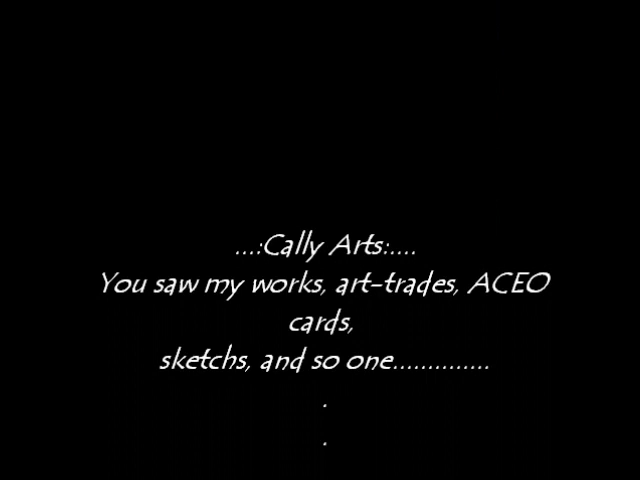 ...:Cally Arts:....
You saw my works, art-trades, ACEO
cards,
sketchs, and so one..............
.
.